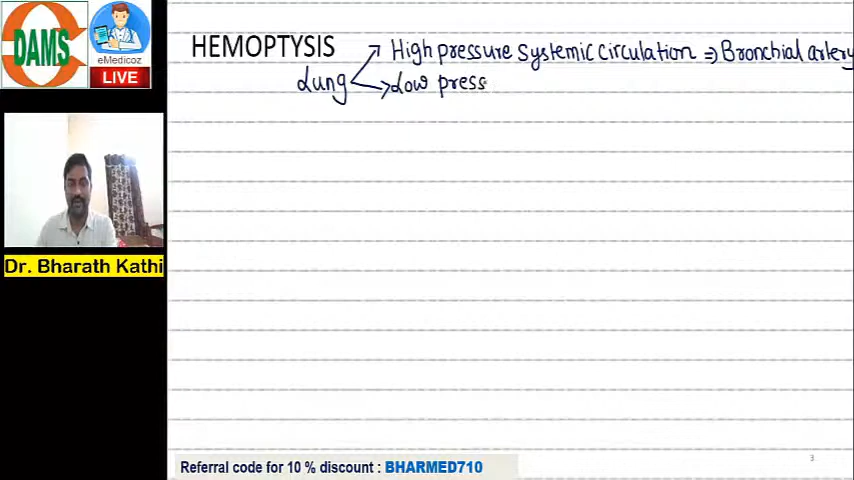 DAMS
eMedicoz
LIVE
HEMOPTYSIS
High pressure systemic circulation ⇒ Bronchial artery
Lung
Low press
Dr. Bharath Kathi
3
Referral code for 10 % discount : BHARMED710